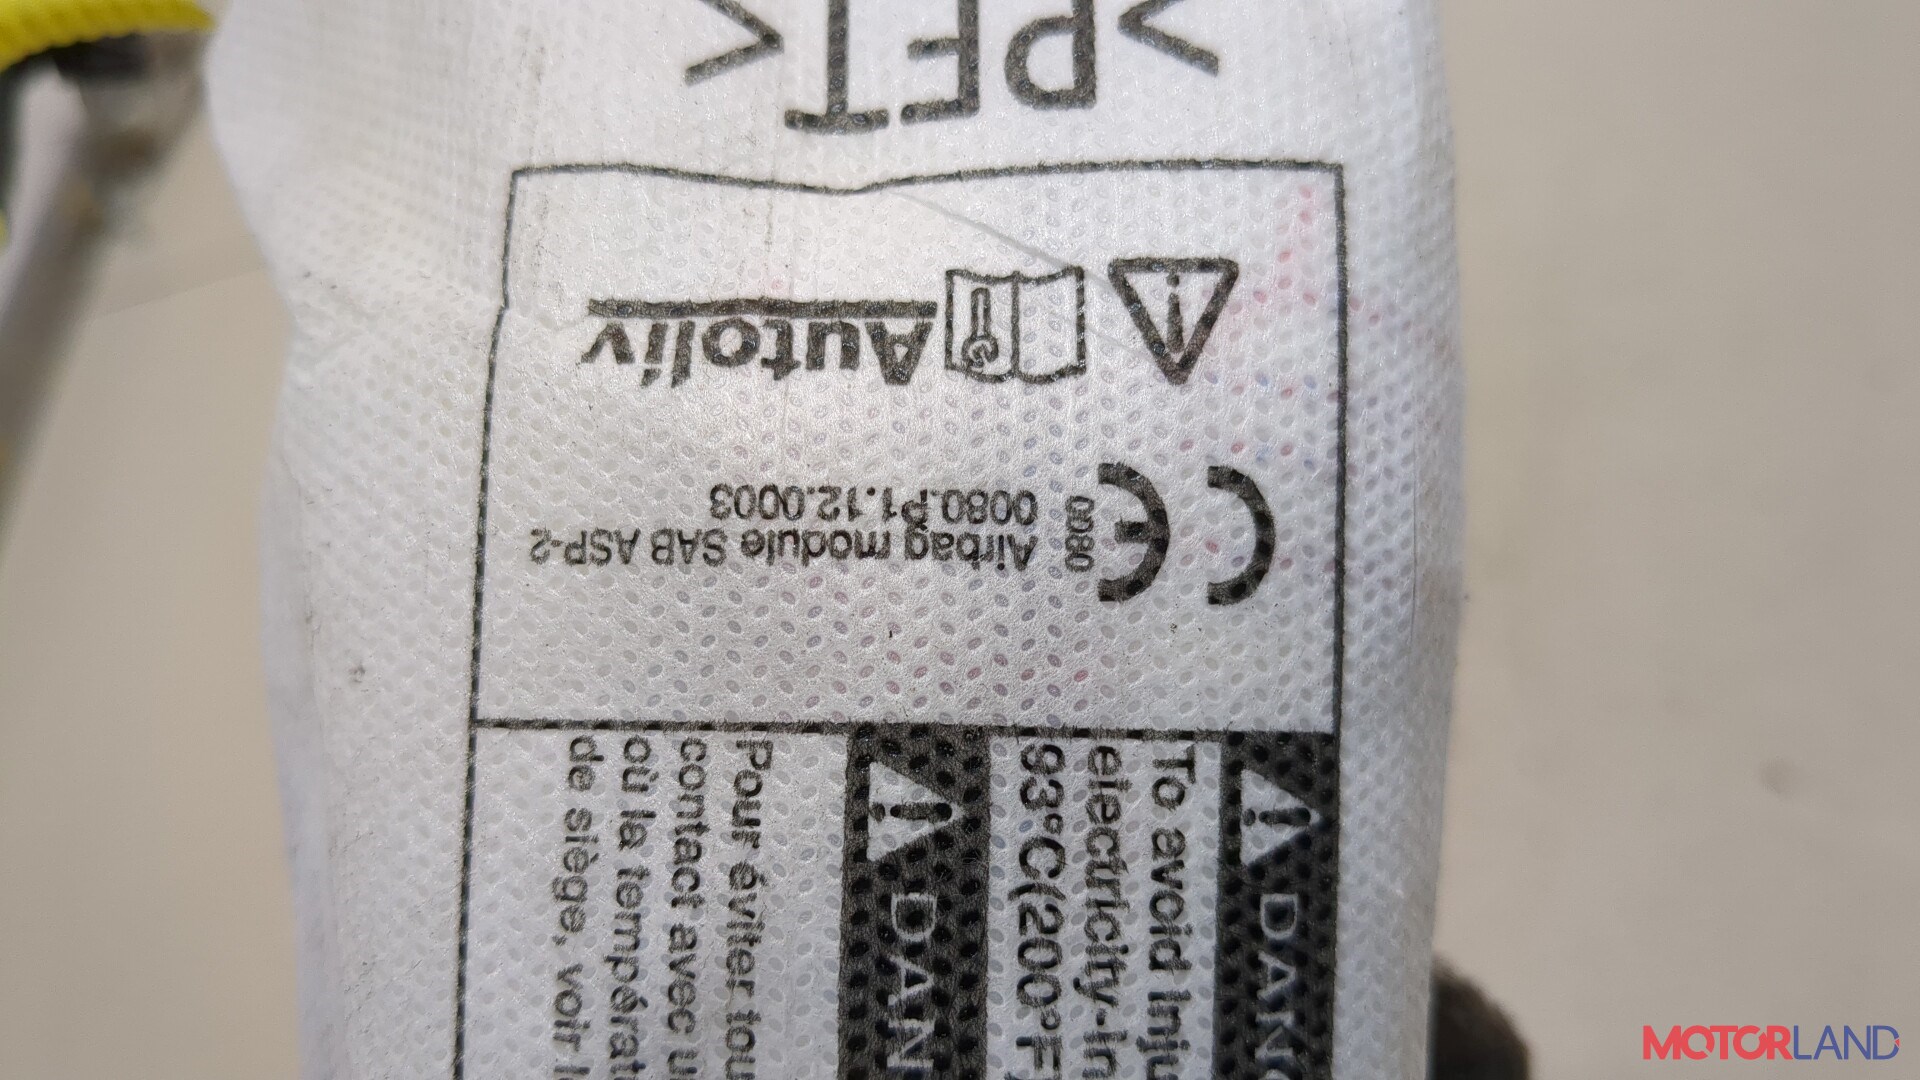 >PET<
Autoliv
CE
0080
Airbag module SAB ASP-2
0080.P1.12.0003
DAN
To avoid inju
electricity-In
93°C(200°F)
DAN
Pour éviter tou
contact avec u
où la températ
de siège, voir l
MOTORLAND